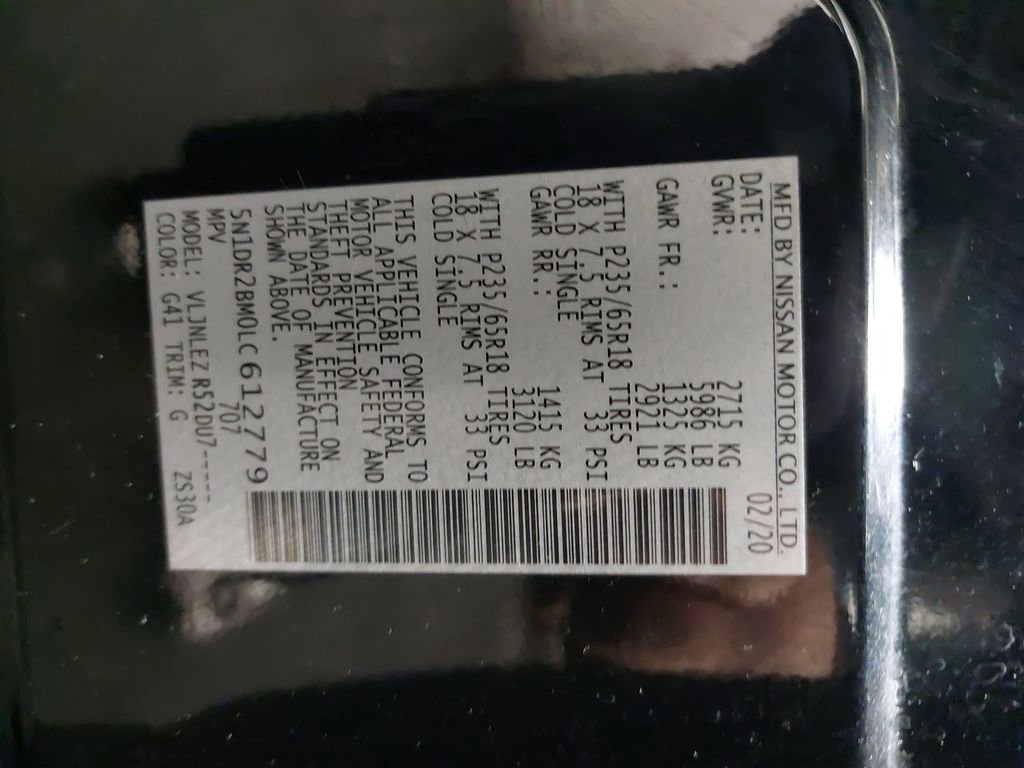 MFD BY NISSAN MOTOR CO., LTD.
DATE: 02/20
GVWR: 2715 KG
5986 LB
GAWR FR.: 1325 KG
2921 LB
WITH P235/65R18 TIRES
18 X 7.5 RIMS AT 33 PSI
COLD SINGLE
GAWR RR.: 1415 KG
3120 LB
WITH P235/65R18 TIRES
18 X 7.5 RIMS AT 33 PSI
COLD SINGLE
THIS VEHICLE CONFORMS TO
ALL APPLICABLE FEDERAL
MOTOR VEHICLE SAFETY AND
THEFT PREVENTION
STANDARDS IN EFFECT ON
THE DATE OF MANUFACTURE
SHOWN ABOVE.
5N1DR2BM0LC612779
MPV 707
MODEL: VLJNLEZ R52DU7-----
COLOR: G41 TRIM: G ZS30A